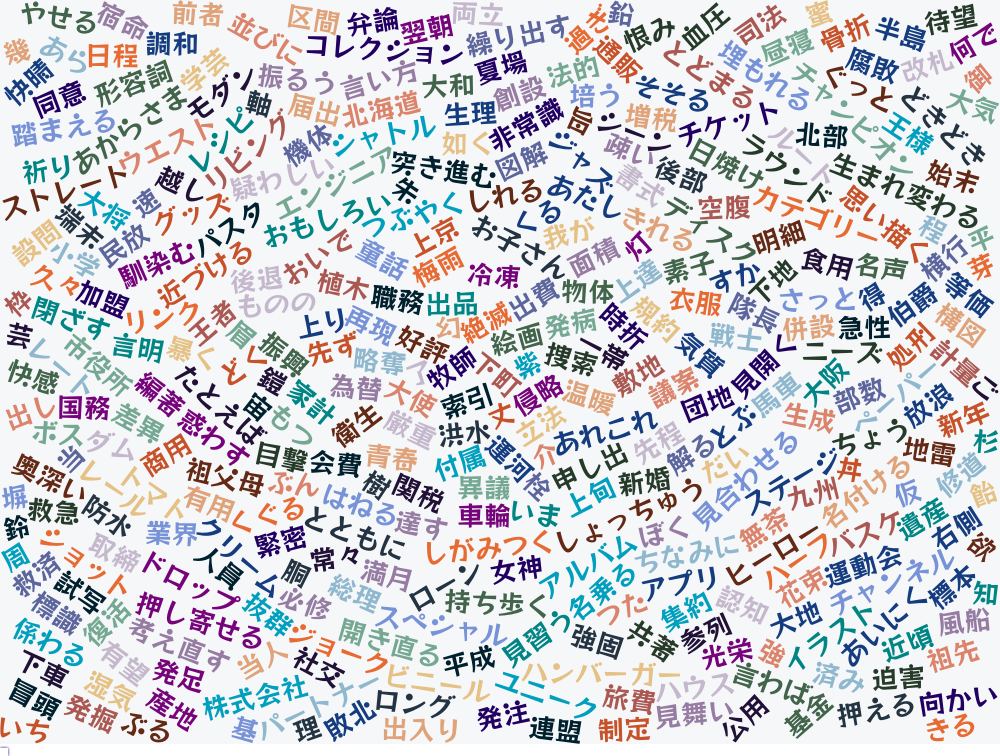 やせる 宿命 前者 並びに 区間 弁論 翌朝 両立 繰り出す 鉛 恨み 血圧 司法 蜜 骨折 半島 待望
幾 あら 日程 調和 コレクション 過ぎ 通販 とどまる 埋もれる 昼寝 腐敗 改札 何で
快晴 同意 形容詞 学芸 モダン 振るう 言い方 大和 夏場 創設 法的 培う そそる チャンピオン ぐっと どきどき 御 大気
踏まえる あからさま ウエスト レシピ 軸 届出 北海道 生理 非常識 旨 シーン 増税 チケット ルート 北部 王様
祈り リビング 機体 シャトル 如く 図解 ジャズ 疎い 後部 日焼け ラウンド 生まれ変わる 始末
ストレート 大将 速 越し 疑わしい エンジニア 突き進む 朱 しれる あたし 書式 空腹 カテゴリー 思い描く 程 平
設問 端末 民放 グッズ パスタ おもしろい つぶやく くる 我が きれる ディスク 明細 横行 芽
小学 馴染む 近づける 後退 おいで 童話 上京 梅雨 お子さん 面積 灯 素子 すか 下地 食用 名声
久々 加盟 リンク ものの 植木 職務 出品 冷凍 出費 物体 上達 衣服 隊長 さっと 得 伯爵 等価
枠 閉ざす 王者 上り 再現 好評 幻 絶滅 絵画 発病 時折 規約 気質 戦士 併設 急性 構図
芸 レート 市役所 言明 暴く 眉 振興 先ず 略奪 牧師 下町 柴 捜索 一帯 敷地 議案 見開く ニーズ 処刑 計量
快感 国務 編著 たとえば 鎧 家計 為替 大使 索引 侵略 温暖 団地 馬車 大阪 部数 ペーパー 放浪
出し ボス 差異 惑わす 宙 もつ 衛生 厳重 洪水 丈 立法 あれこれ 先程 解ると どぶ 生成 ちょう 新年
当 ダム 商用 目撃 会費 青春 付属 運河 介 申し出 新婚 だい 見合わせる ステージ 丼 地雷 杉
奥深い レール トマト 祖父母 ぶん 樹 関税 異議 径 上旬 しょっちゅう 九州 名付ける 仮 修道 飴
堀 救急 防水 有用 しぐる はねる 達す 車輪 いま ぼく 無茶 バスケ 遺産 右側
鈴 業界 クリーム 緊密 とともに しがみつく ちなみに ヒーロー ハーフ 欲
周 救済 ショット 取締 ドロップ 人員 胴 常々 満月 ローン 女神 アルバム アプリ 花束 運動会 チャンネル 標本 知
標識 試写 復活 押し寄せる 抜群 必修 総理 スペシャル 持ち歩く 名乗る つた 集約 認知 大地 あいにく 風船
係わる 考え直す ジョーク 開き直る 平成 見習う 強固 共著 参列 光栄 強 イラスト 近頃 祖先
下車 有望 発足 当人 社交 ビニール ハンバーガー ハウス 言わば 済み 迫害
冒頭 湿気 産地 株式会社 パートナー ロング ユニーク 旅費 見舞い 公用 基金 押える 向かい
いち 発掘 ぶる 基 理 敗北 出入り 発注 連盟 制定 きる